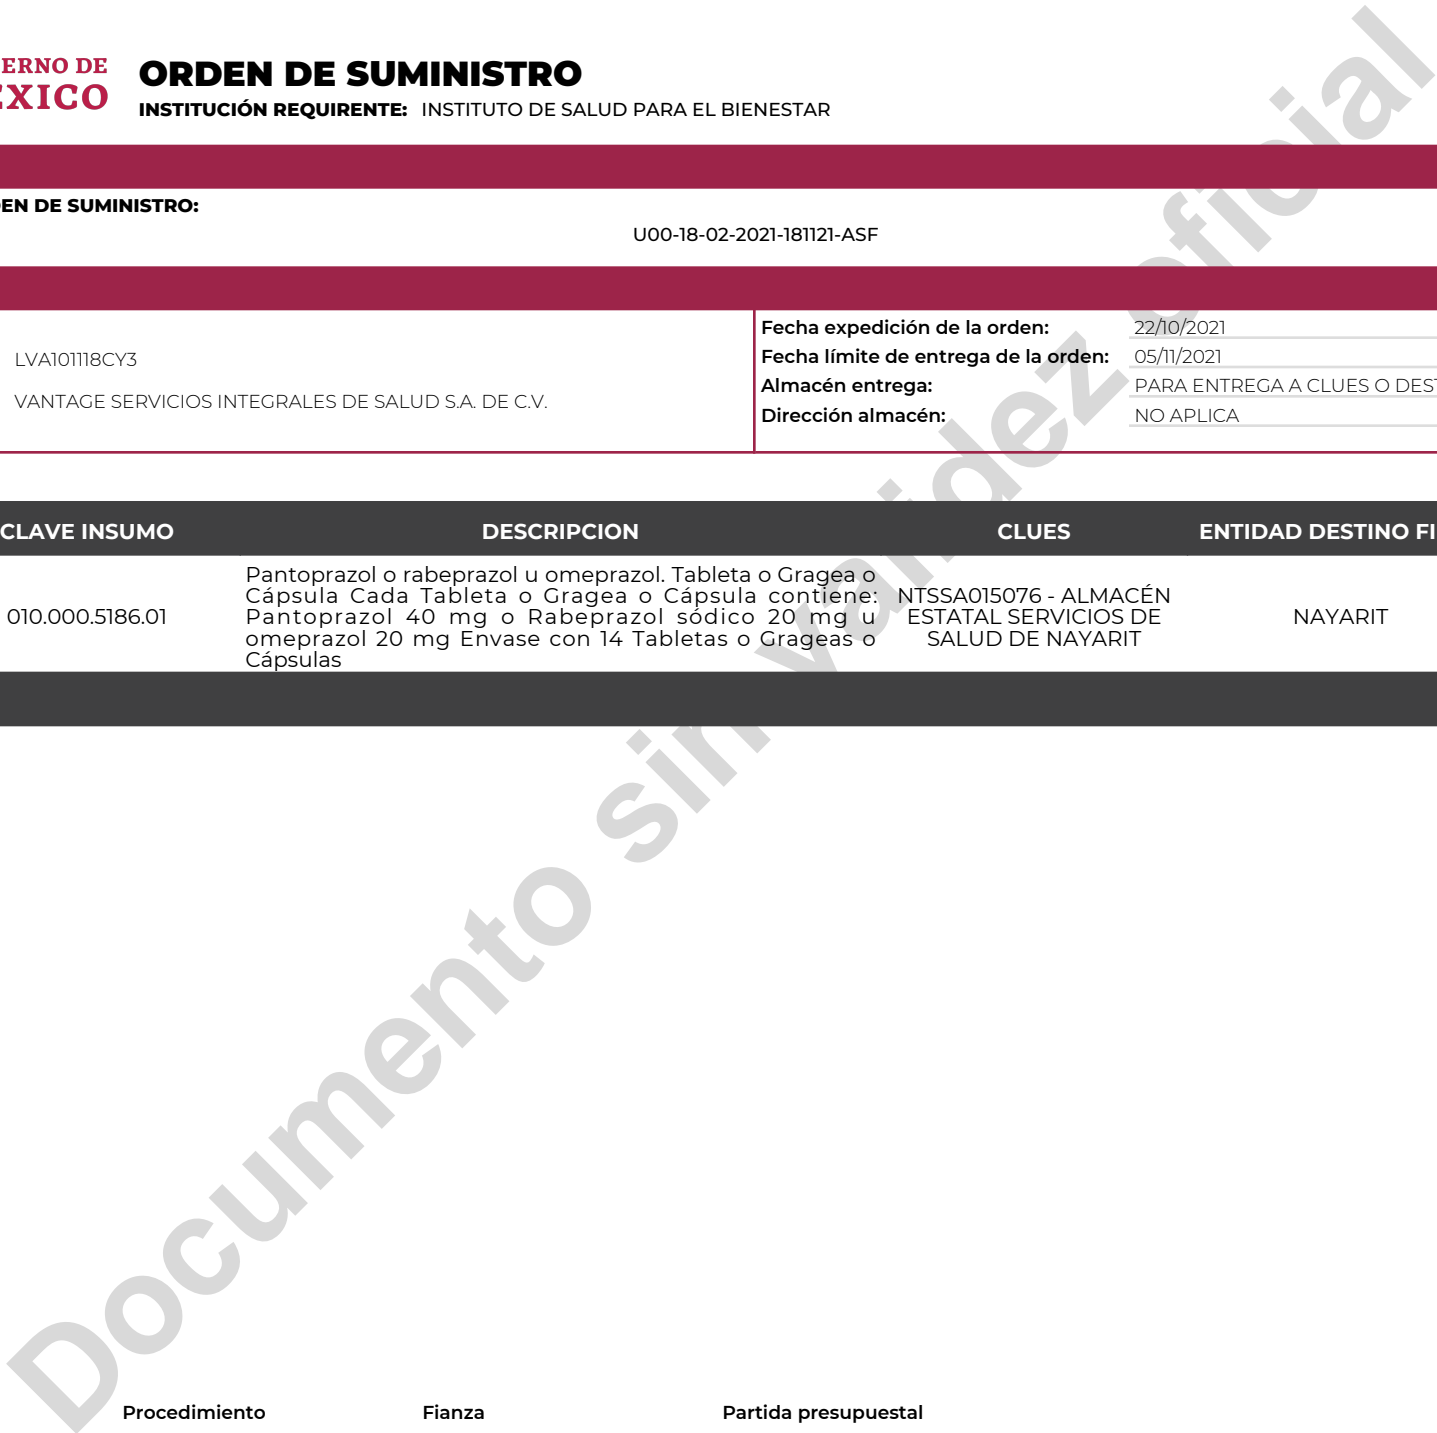 ERNO DE
ÉXICO
ORDEN DE SUMINISTRO
INSTITUCIÓN REQUIRENTE: INSTITUTO DE SALUD PARA EL BIENESTAR
EN DE SUMINISTRO:
U00-18-02-2021-181121-ASF
LVA101118CY3
VANTAGE SERVICIOS INTEGRALES DE SALUD S.A. DE C.V.
Fecha expedición de la orden: 22/10/2021
Fecha límite de entrega de la orden: 05/11/2021
Almacén entrega: PARA ENTREGA A CLUES O DEST
Dirección almacén: NO APLICA
CLAVE INSUMO DESCRIPCION CLUES ENTIDAD DESTINO FI
010.000.5186.01
Pantoprazol o rabeprazol u omeprazol. Tableta o Gragea o
Cápsula Cada Tableta o Gragea o Cápsula contiene:
Pantoprazol 40 mg o Rabeprazol sódico 20 mg u
omeprazol 20 mg Envase con 14 Tabletas o Grageas o
Cápsulas
NTSSA015076 - ALMACÉN
ESTATAL SERVICIOS DE
SALUD DE NAYARIT
NAYARIT
Documento sin validez oficial
Procedimiento Fianza Partida presupuestal